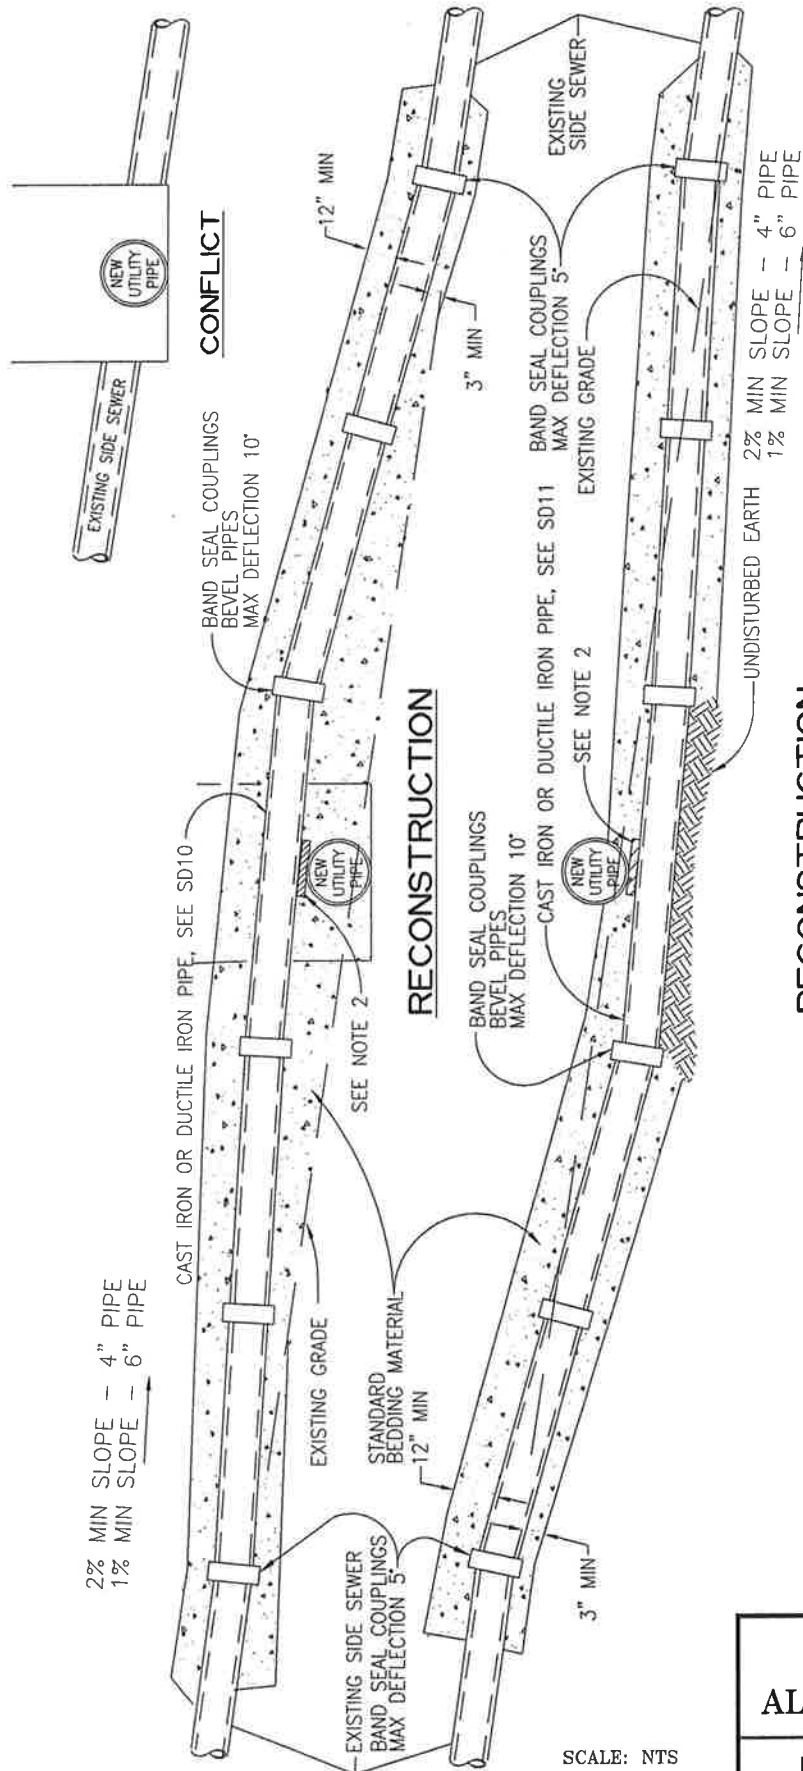 EXISTING SIDE SEWER
NEW
UTILITY
PIPE
CONFLICT
2% MIN SLOPE – 4" PIPE
1% MIN SLOPE – 6" PIPE
CAST IRON OR DUCTILE IRON PIPE, SEE SD10
BAND SEAL COUPLINGS
BEVEL PIPES
MAX DEFLECTION 10°
12" MIN
3" MIN
NEW
UTILITY
PIPE
SEE NOTE 2
EXISTING GRADE
RECONSTRUCTION
STANDARD
BEDDING MATERIAL
12" MIN
EXISTING SIDE SEWER
BAND SEAL COUPLINGS
MAX DEFLECTION 5°
3" MIN
BAND SEAL COUPLINGS
BEVEL PIPES
MAX DEFLECTION 10°
CAST IRON OR DUCTILE IRON PIPE, SEE SD11
SEE NOTE 2
NEW
UTILITY
PIPE
EXISTING
SIDE SEWER
BAND SEAL COUPLINGS
MAX DEFLECTION 5°
EXISTING GRADE
UNDISTURBED EARTH
2% MIN SLOPE – 4" PIPE
1% MIN SLOPE – 6" PIPE
RECONSTRUCTION
SCALE: NTS
AL